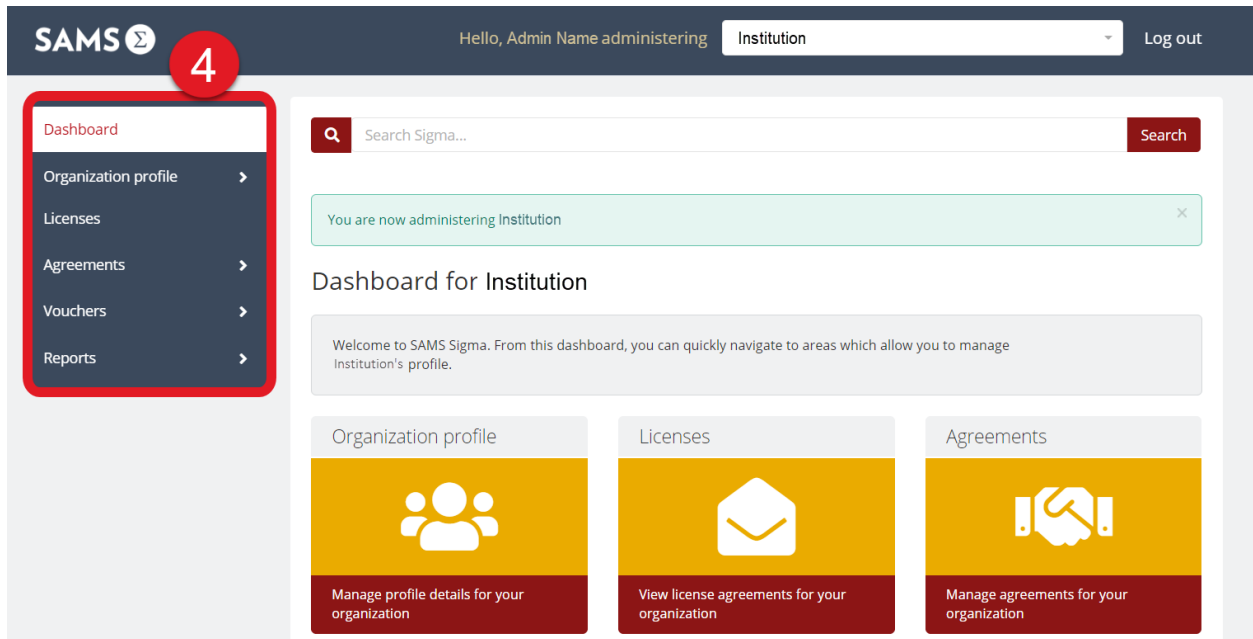 SAMS Σ
4
Hello, Admin Name administering
Institution
Log out
Dashboard
Organization profile
Licenses
Agreements
Vouchers
Reports
Search Sigma...
Search
You are now administering Institution
×
Dashboard for Institution
Welcome to SAMS Sigma. From this dashboard, you can quickly navigate to areas which allow you to manage
Institution's profile.
Organization profile
Manage profile details for your
organization
Licenses
View license agreements for your
organization
Agreements
Manage agreements for your
organization